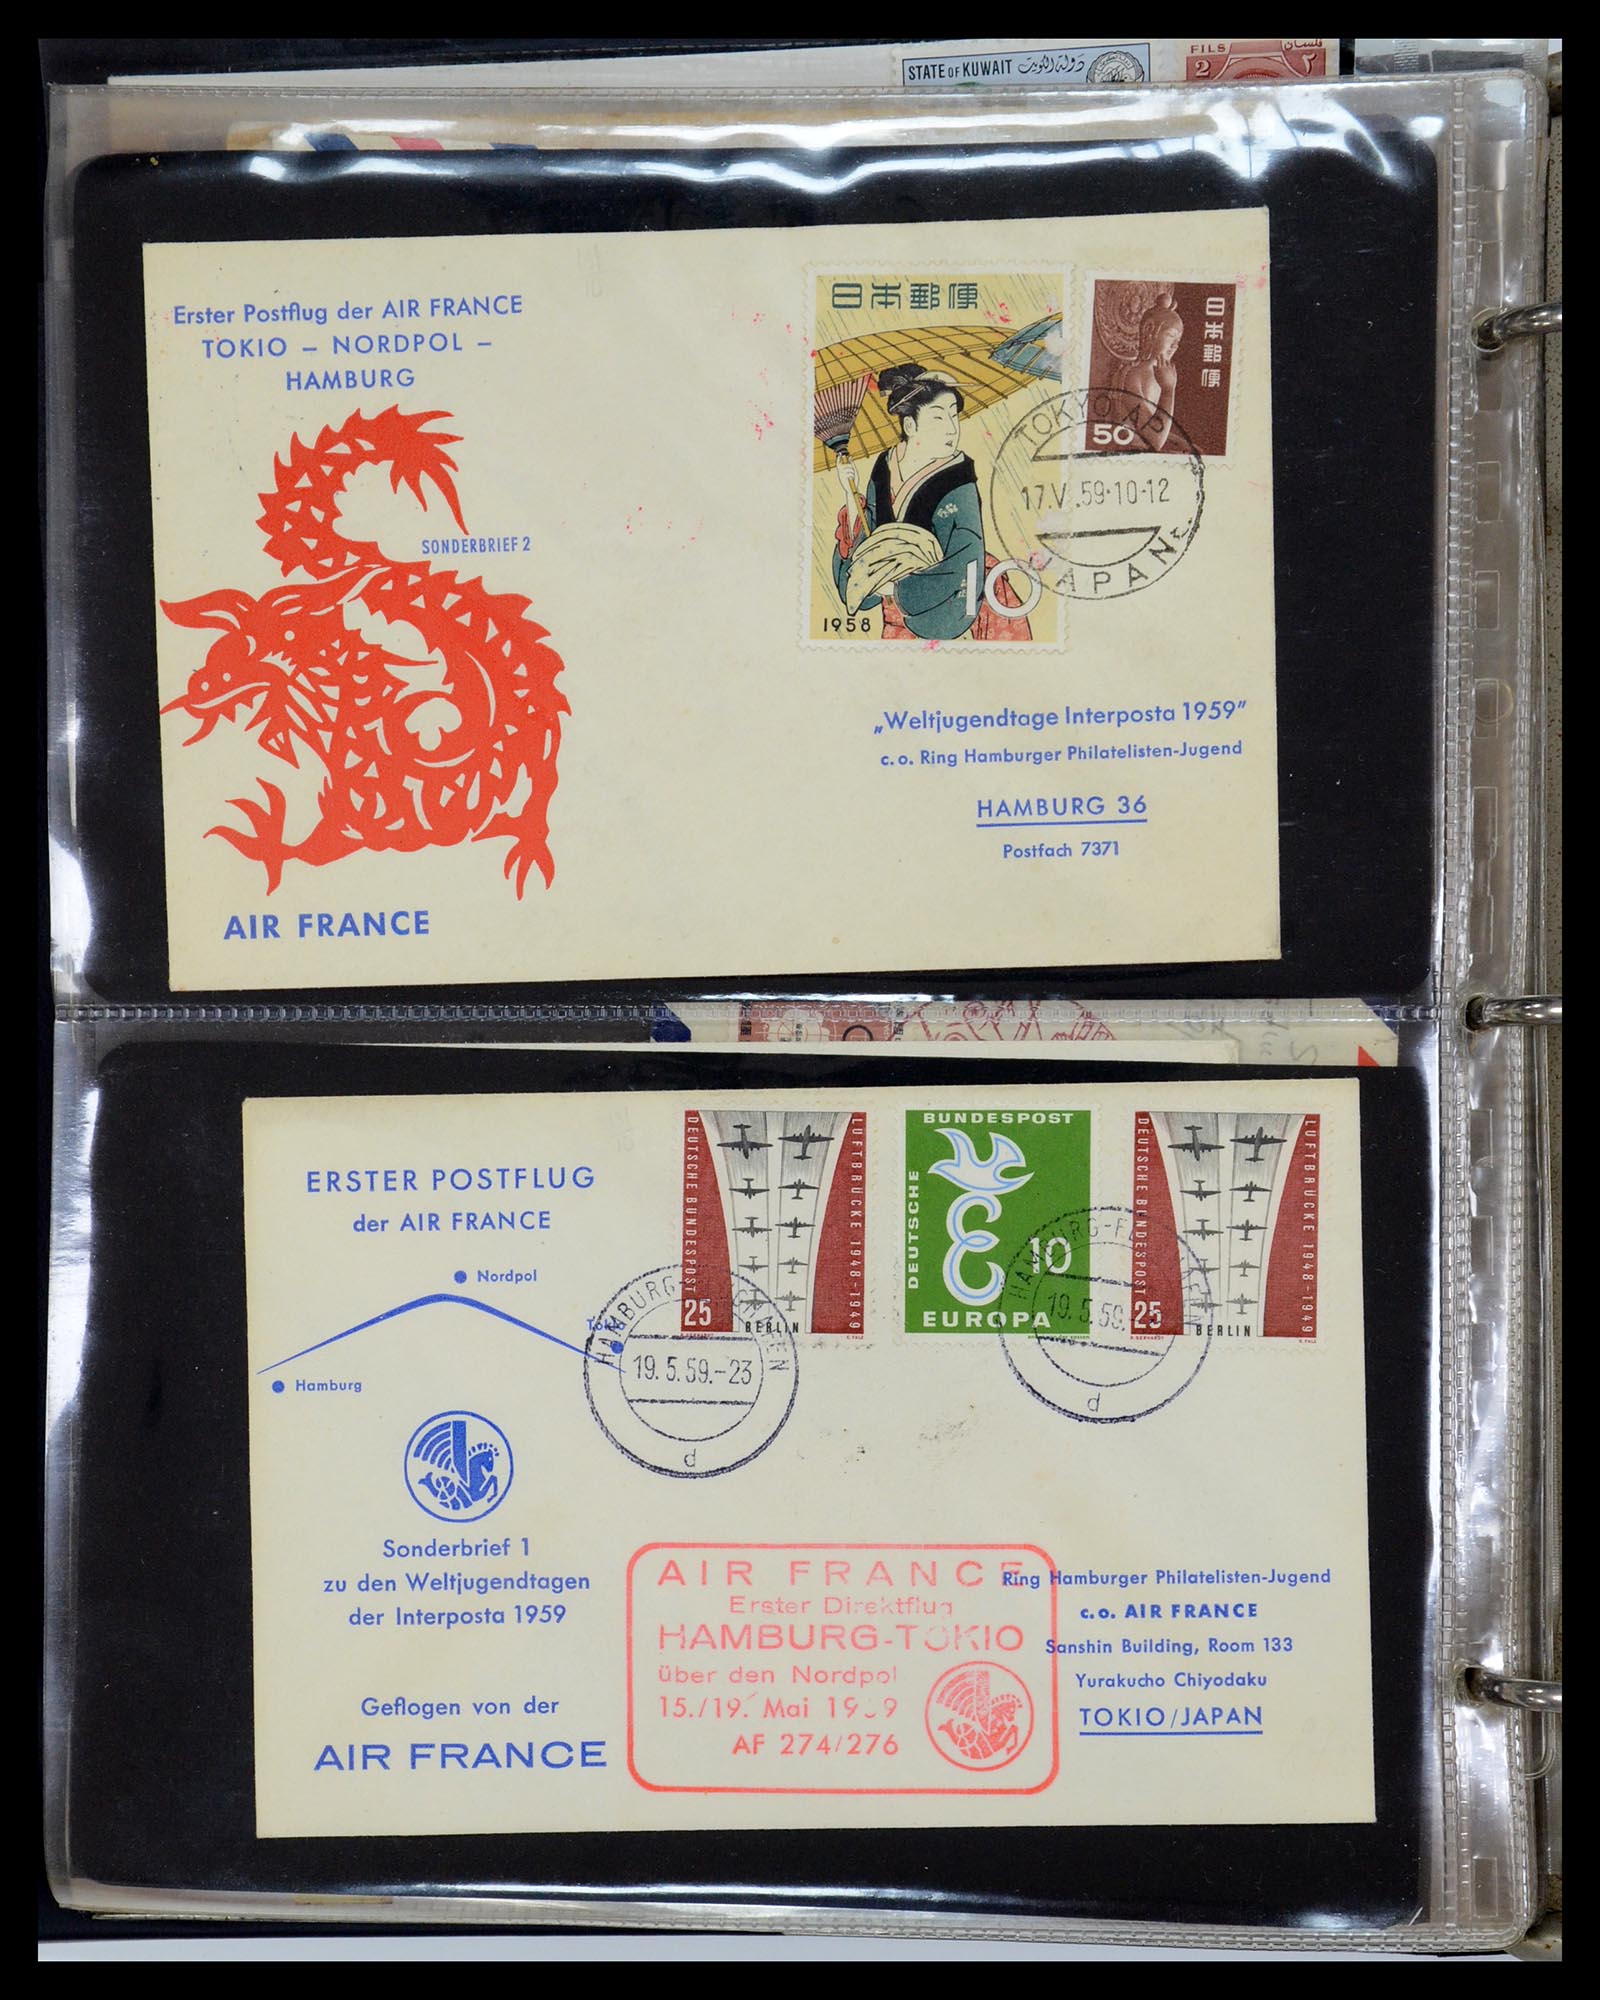 STATE OF KUWAIT دولة الكويت
FILS فلسطين
2 ٢
Erster Postflug der AIR FRANCE
TOKIO – NORDPOL –
HAMBURG
SONDERBRIEF 2
AIR FRANCE
日本郵便
10
1958
日本郵便
50
TOKYO AP
17.V.59.10-12
JAPAN
„Weltjugendtage Interposta 1959”
c.o. Ring Hamburger Philatelisten-Jugend
HAMBURG 36
Postfach 7371
ERSTER POSTFLUG
der AIR FRANCE
Nordpol
Tokio
Hamburg
Sonderbrief 1
zu den Weltjugendtagen
der Interposta 1959
Geflogen von der
AIR FRANCE
DEUTSCHE BUNDESPOST
LUFTBRÜCKE 1948-1949
25
BERLIN
BUNDESPOST
DEUTSCHE
10
EUROPA
DEUTSCHE BUNDESPOST
LUFTBRÜCKE 1948-1949
25
BERLIN
19.5.59.-23
d
19.5.59.
d
AIR FRANCE
Erster Direktflug
HAMBURG-TOKIO
über den Nordpol
15./19. Mai 1959
AF 274/276
Ring Hamburger Philatelisten-Jugend
c.o. AIR FRANCE
Sanshin Building, Room 133
Yurakucho Chiyodaku
TOKIO/JAPAN